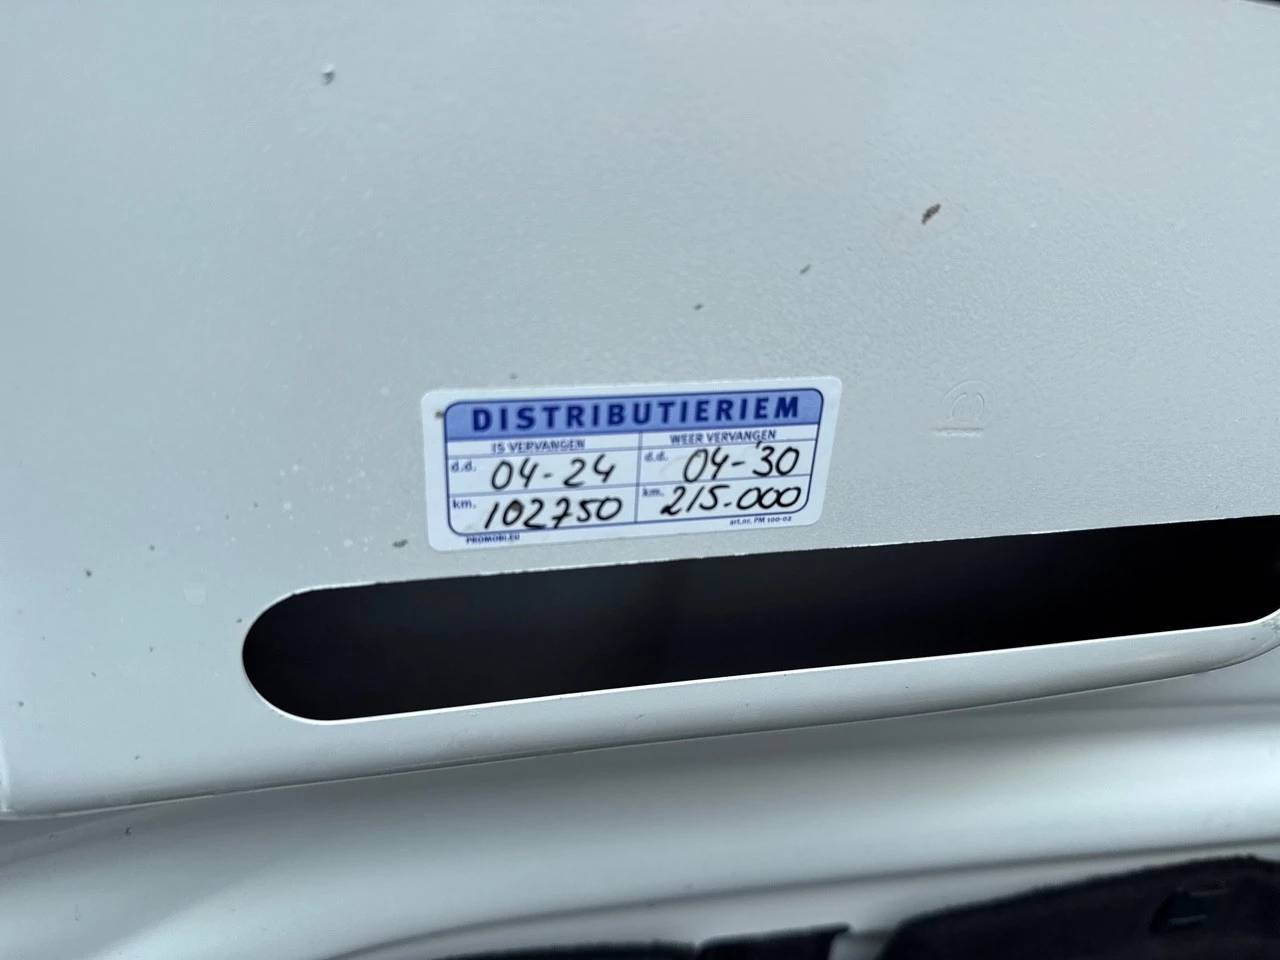 DISTRIBUTIERIEM
IS VERVANGEN WEER VERVANGEN
d.d. 04-24 d.d. 04-'30
km. 102750 km. 215.000
PROMOBI.EU art.nr. PM 100-02